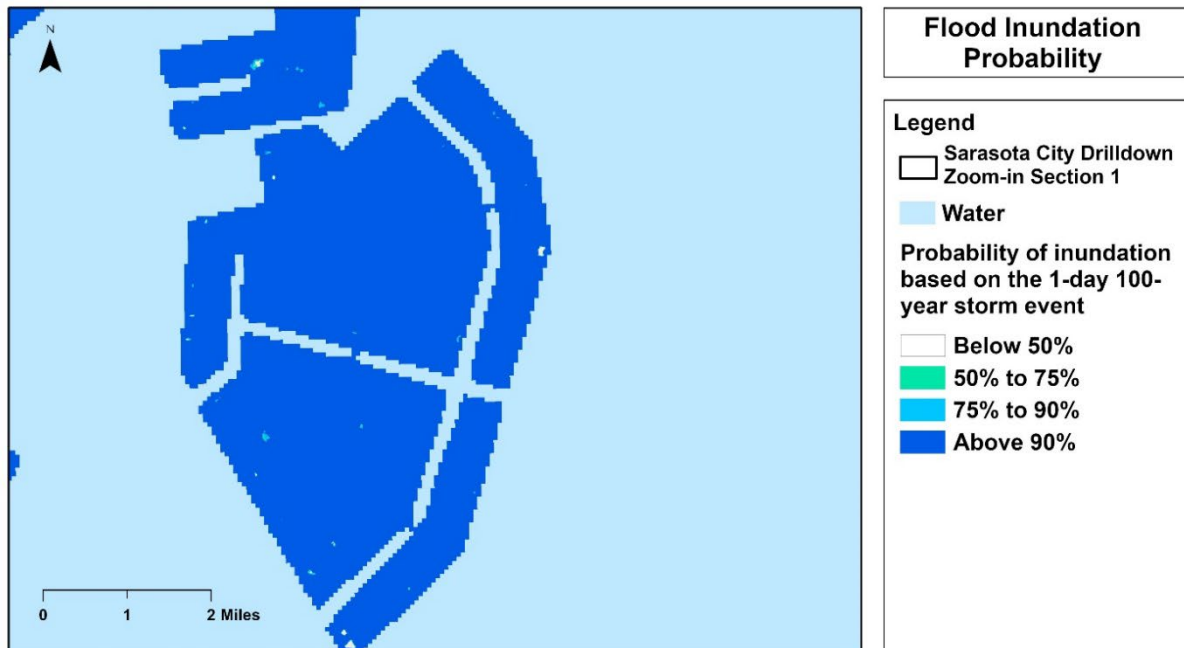 N
0 1 2 Miles
Flood Inundation
Probability
Legend
Sarasota City Drilldown
Zoom-in Section 1
Water
Probability of inundation
based on the 1-day 100-
year storm event
Below 50%
50% to 75%
75% to 90%
Above 90%